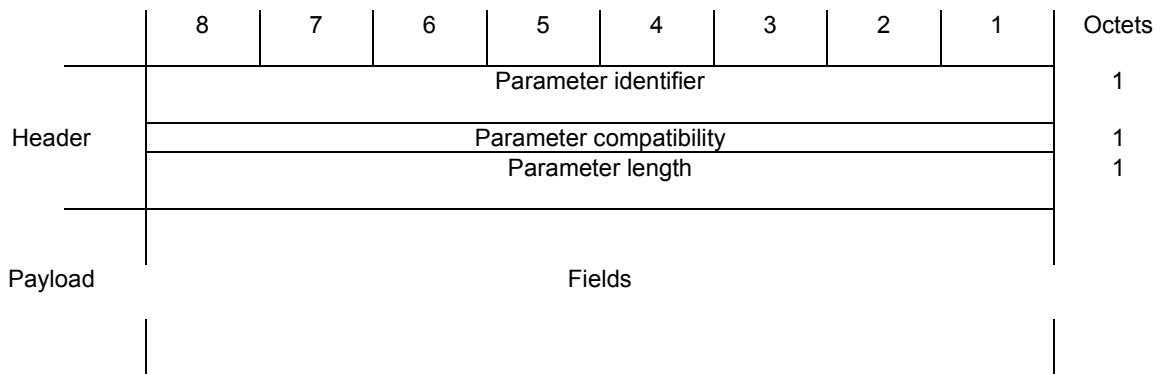 8 7 6 5 4 3 2 1 Octets
Parameter identifier 1
Header Parameter compatibility 1
Parameter length 1
Payload Fields